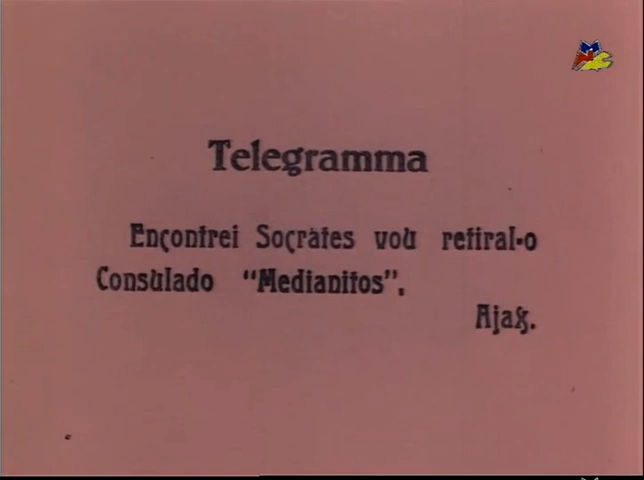 Telegramma
Encontrei Socrates vou retiral-o
Consulado "Medianitos".
Ajax.